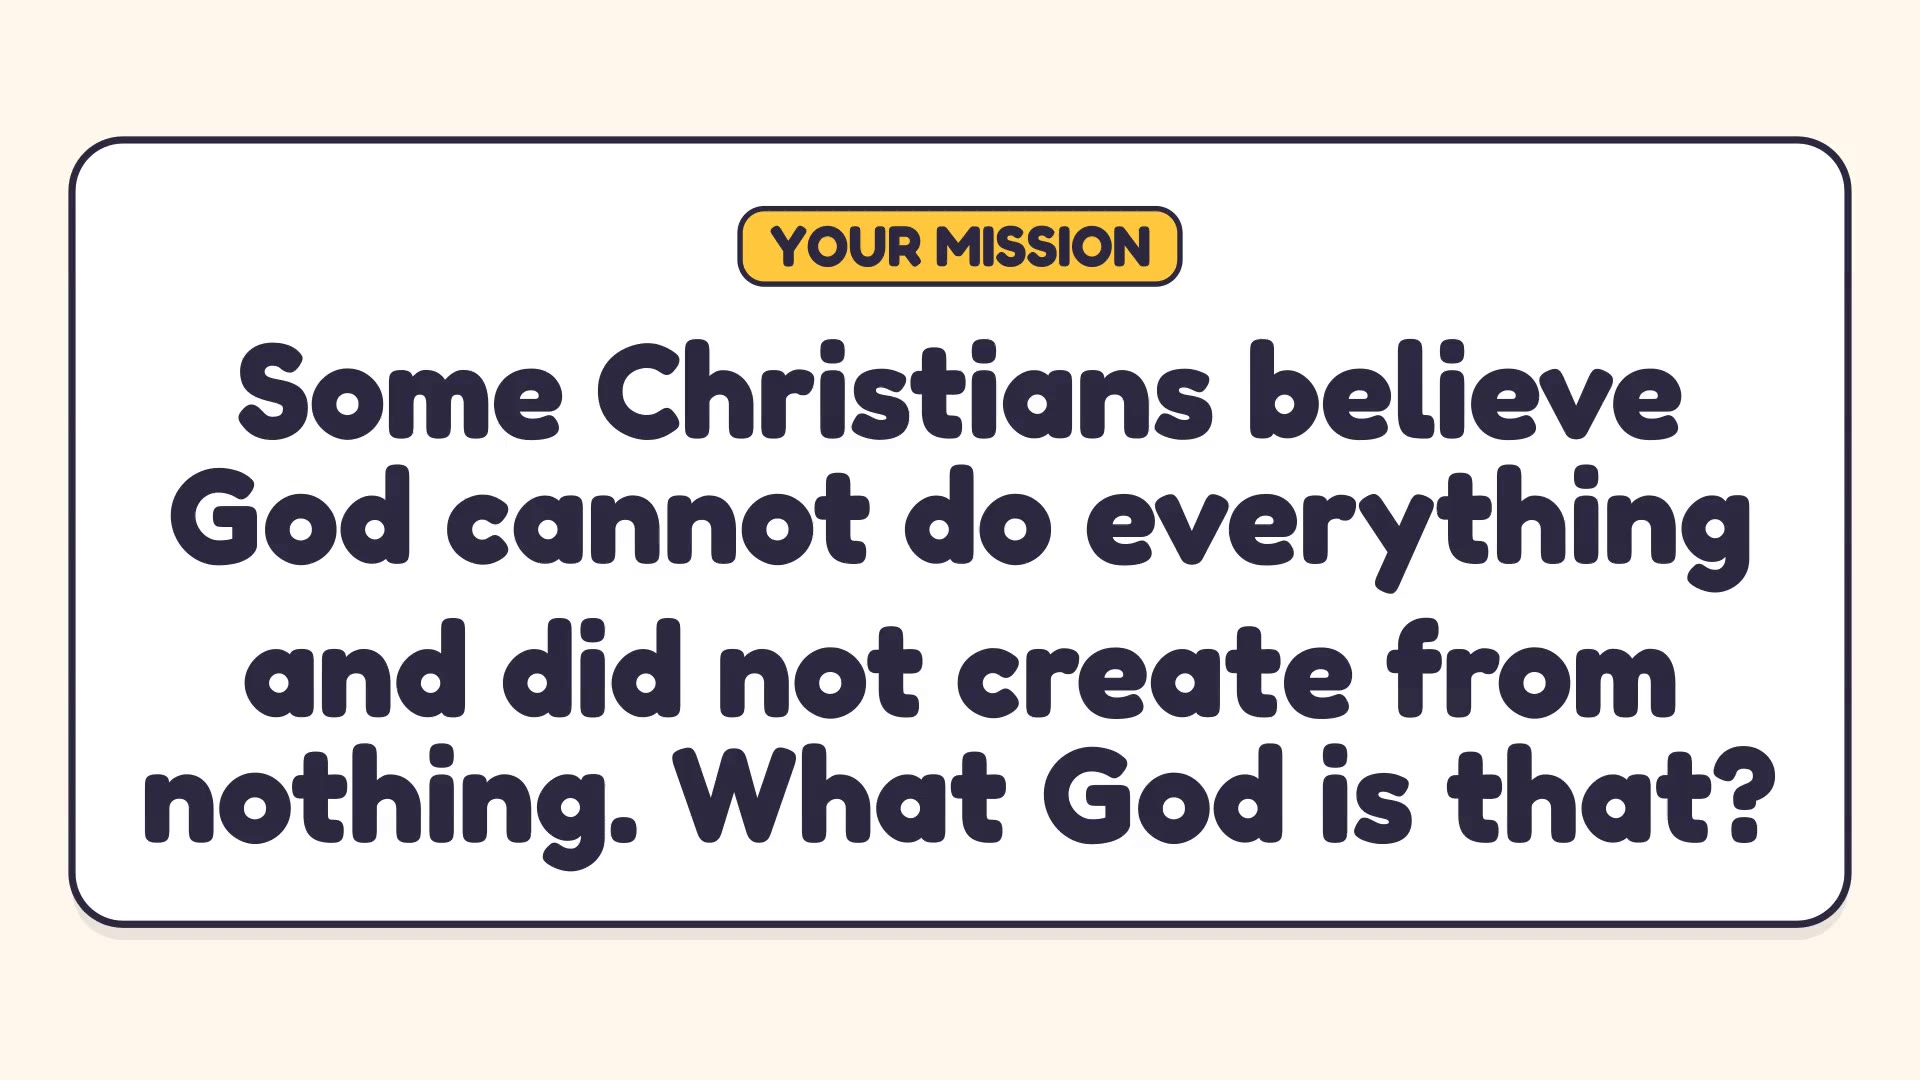 YOUR MISSION
Some Christians believe
God cannot do everything
and did not create from
nothing. What God is that?